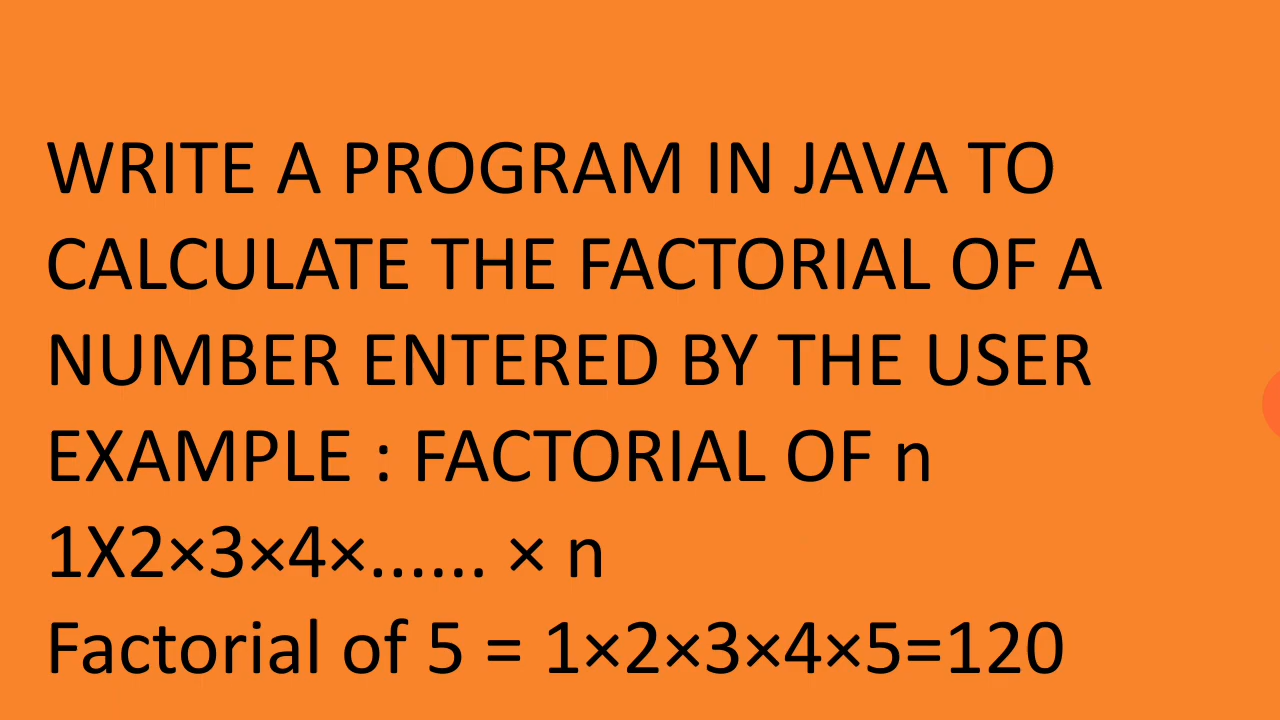 WRITE A PROGRAM IN JAVA TO
CALCULATE THE FACTORIAL OF A
NUMBER ENTERED BY THE USER
EXAMPLE : FACTORIAL OF n
1X2×3×4×...... × n
Factorial of 5 = 1×2×3×4×5=120